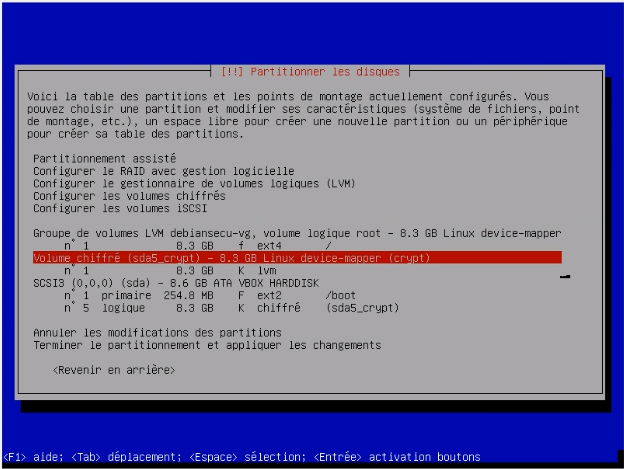 [!!] Partitionner les disques
Voici la table des partitions et les points de montage actuellement configurés. Vous
pouvez choisir une partition et modifier ses caractéristiques (système de fichiers, point
de montage, etc.), un espace libre pour créer une nouvelle partition ou un périphérique
pour créer sa table des partitions.
Partitionnement assisté
Configurer le RAID avec gestion logicielle
Configurer le gestionnaire de volumes logiques (LVM)
Configurer les volumes chiffrés
Configurer les volumes iSCSI
Groupe de volumes LVM debiansecu-vg, volume logique root - 8.3 GB Linux device-mapper
n° 1 8.3 GB f ext4 /
Volume chiffré (sda5_crypt) - 8.3 GB Linux device-mapper (crypt)
n° 1 8.3 GB K lvm
SCSI3 (0,0,0) (sda) - 8.6 GB ATA VBOX HARDDISK
n° 1 primaire 254.8 MB F ext2 /boot
n° 5 logique 8.3 GB K chiffré (sda5_crypt)
Annuler les modifications des partitions
Terminer le partitionnement et appliquer les changements
<Revenir en arrière>
<F1> aide; <Tab> déplacement; <Espace> sélection; <Entrée> activation boutons